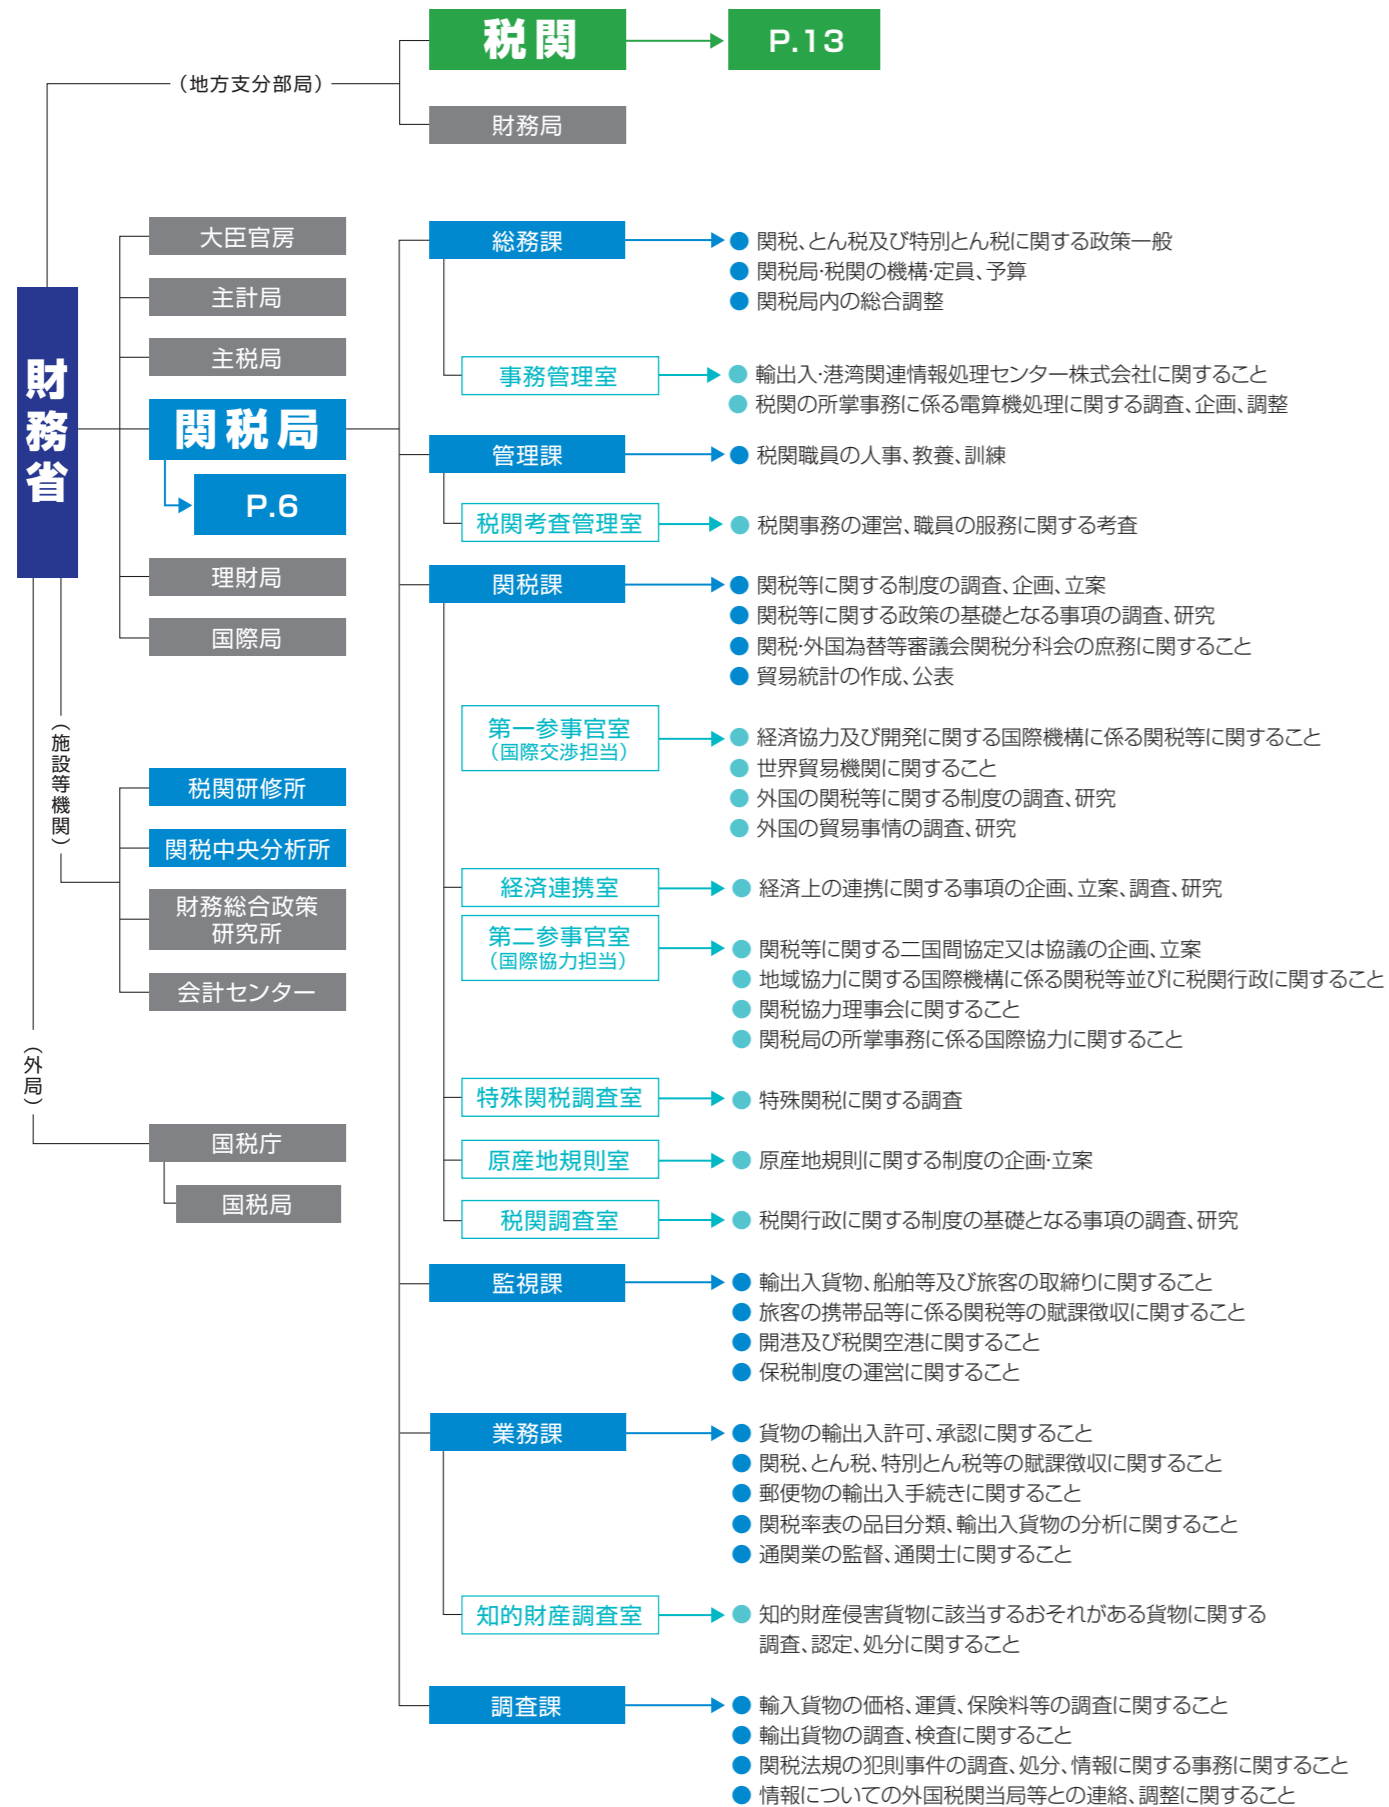 税関
P.13
（地方支分部局）
財務局
財務省
大臣官房
主計局
主税局
関税局
P.6
理財局
国際局
（施設等機関）
税関研修所
関税中央分析所
財務総合政策
研究所
会計センター
（外局）
国税庁
国税局
総務課
● 関税、とん税及び特別とん税に関する政策一般
● 関税局・税関の機構・定員、予算
● 関税局内の総合調整
事務管理室
● 輸出入・港湾関連情報処理センター株式会社に関すること
● 税関の所掌事務に係る電算機処理に関する調査、企画、調整
管理課
● 税関職員の人事、教養、訓練
税関考査管理室
● 税関事務の運営、職員の服務に関する考査
関税課
● 関税等に関する制度の調査、企画、立案
● 関税等に関する政策の基礎となる事項の調査、研究
● 関税・外国為替等審議会関税分科会の庶務に関すること
● 貿易統計の作成、公表
第一参事官室
（国際交渉担当）
● 経済協力及び開発に関する国際機構に係る関税等に関すること
● 世界貿易機関に関すること
● 外国の関税等に関する制度の調査、研究
● 外国の貿易事情の調査、研究
経済連携室
● 経済上の連携に関する事項の企画、立案、調査、研究
第二参事官室
（国際協力担当）
● 関税等に関する二国間協定又は協議の企画、立案
● 地域協力に関する国際機構に係る関税等並びに税関行政に関すること
● 関税協力理事会に関すること
● 関税局の所掌事務に係る国際協力に関すること
特殊関税調査室
● 特殊関税に関する調査
原産地規則室
● 原産地規則に関する制度の企画・立案
税関調査室
● 税関行政に関する制度の基礎となる事項の調査、研究
監視課
● 輸出入貨物、船舶等及び旅客の取締りに関すること
● 旅客の携帯品等に係る関税等の賦課徴収に関すること
● 開港及び税関空港に関すること
● 保税制度の運営に関すること
業務課
● 貨物の輸出入許可、承認に関すること
● 関税、とん税、特別とん税等の賦課徴収に関すること
● 郵便物の輸出入手続きに関すること
● 関税率表の品目分類、輸出入貨物の分析に関すること
● 通関業の監督、通関士に関すること
知的財産調査室
● 知的財産侵害貨物に該当するおそれがある貨物に関する
調査、認定、処分に関すること
調査課
● 輸入貨物の価格、運賃、保険料等の調査に関すること
● 輸出貨物の調査、検査に関すること
● 関税法規の犯則事件の調査、処分、情報に関する事務に関すること
● 情報についての外国税関当局等との連絡、調整に関すること